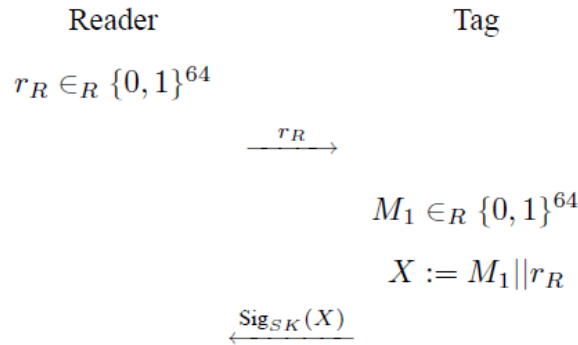 Reader Tag
r_R ∈_R {0, 1}^64
r_R
M_1 ∈_R {0, 1}^64
X := M_1||r_R
Sig_SK(X)